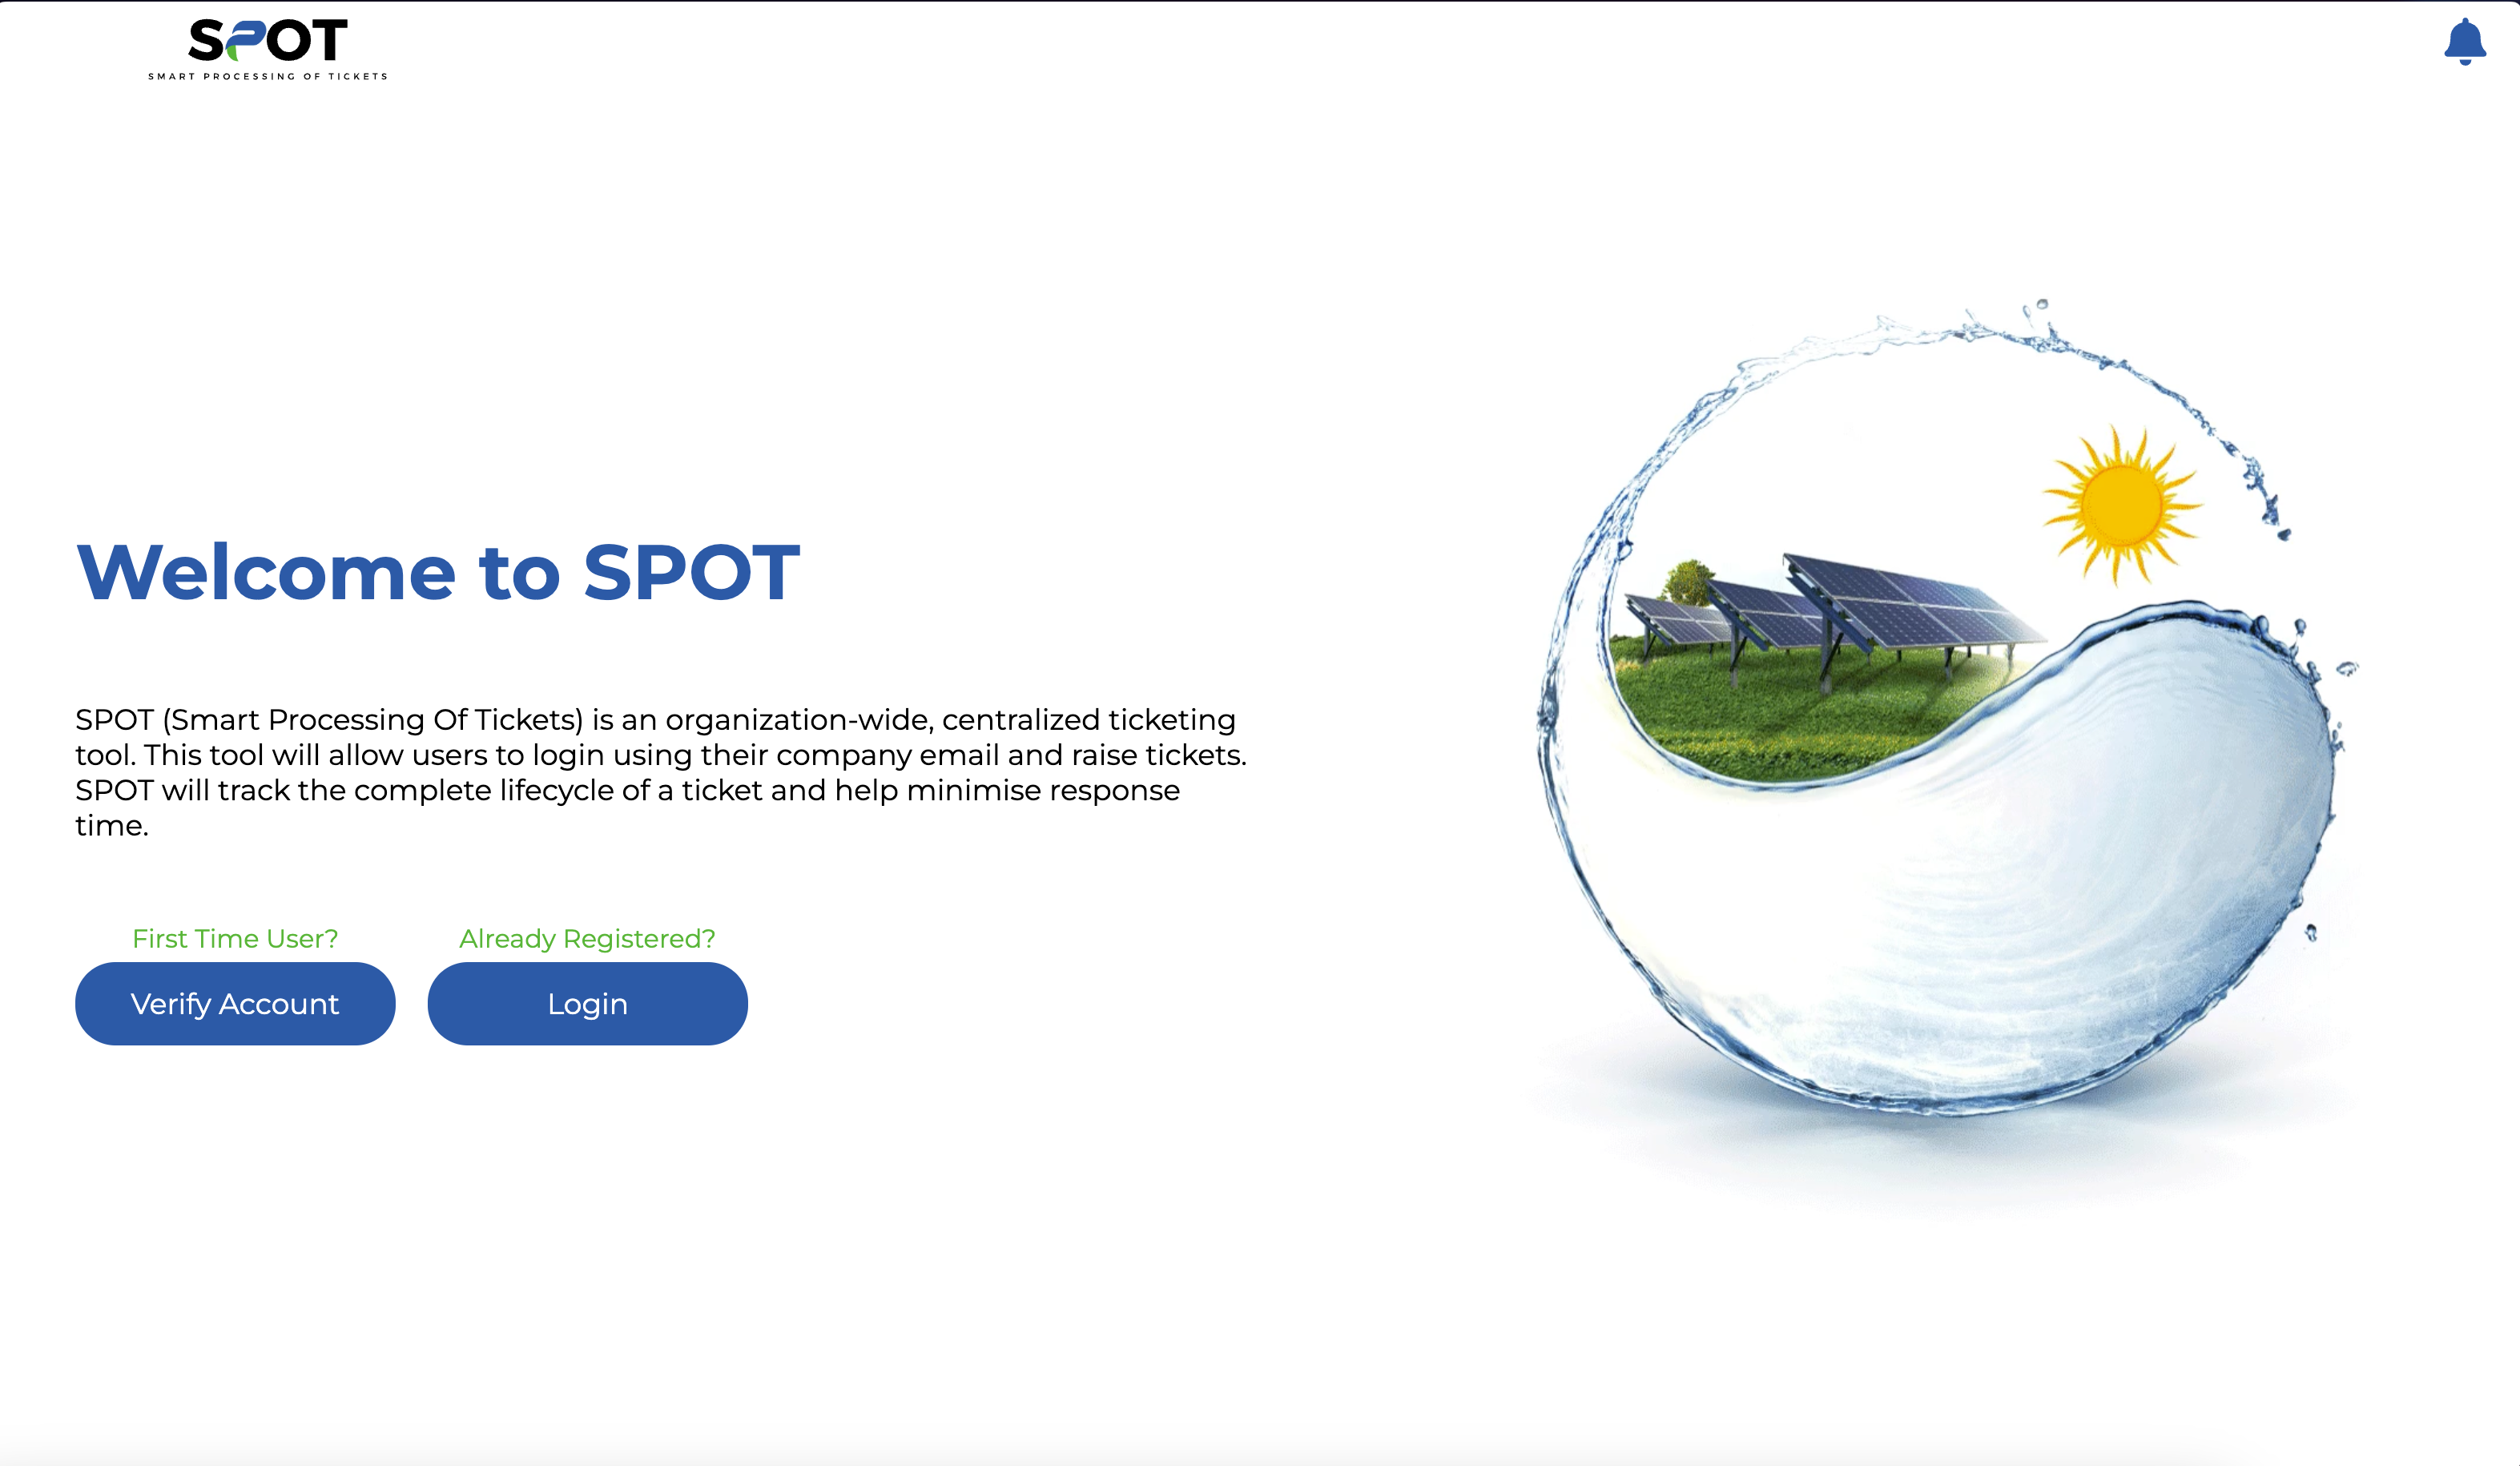 SPOT
SMART PROCESSING OF TICKETS
Welcome to SPOT
SPOT (Smart Processing Of Tickets) is an organization-wide, centralized ticketing
tool. This tool will allow users to login using their company email and raise tickets.
SPOT will track the complete lifecycle of a ticket and help minimise response
time.
First Time User?
Already Registered?
Verify Account
Login